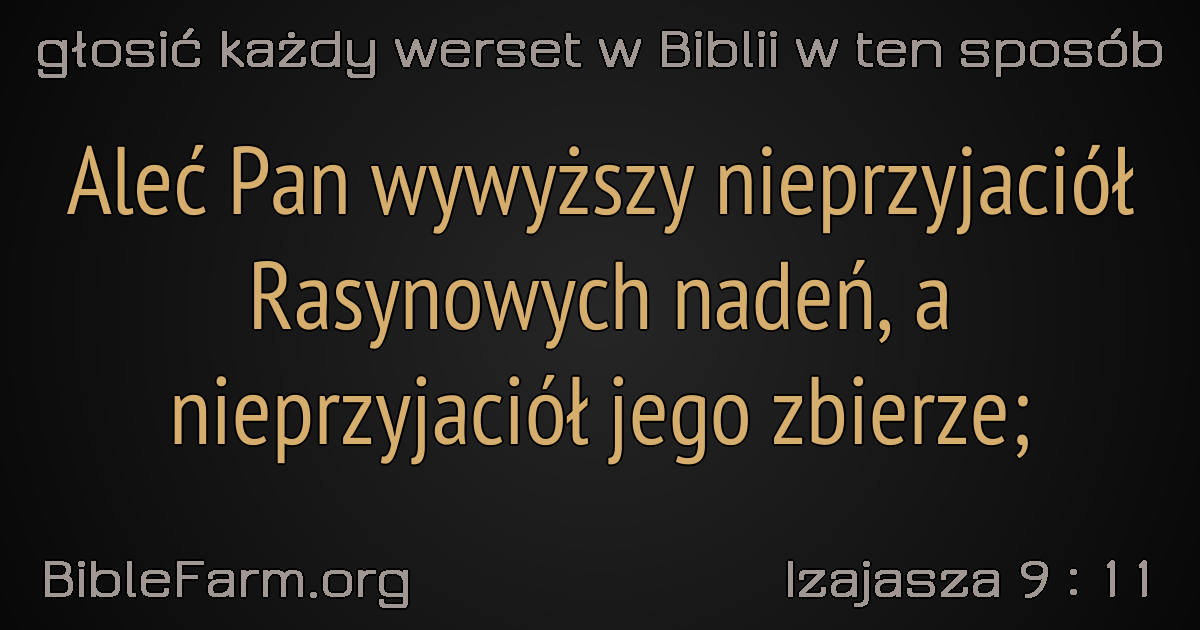 głosić każdy werset w Biblii w ten sposób
Aleć Pan wywyższy nieprzyjaciół
Rasynowych nadeń, a
nieprzyjaciół jego zbierze;
BibleFarm.org
Izajasza 9 : 11